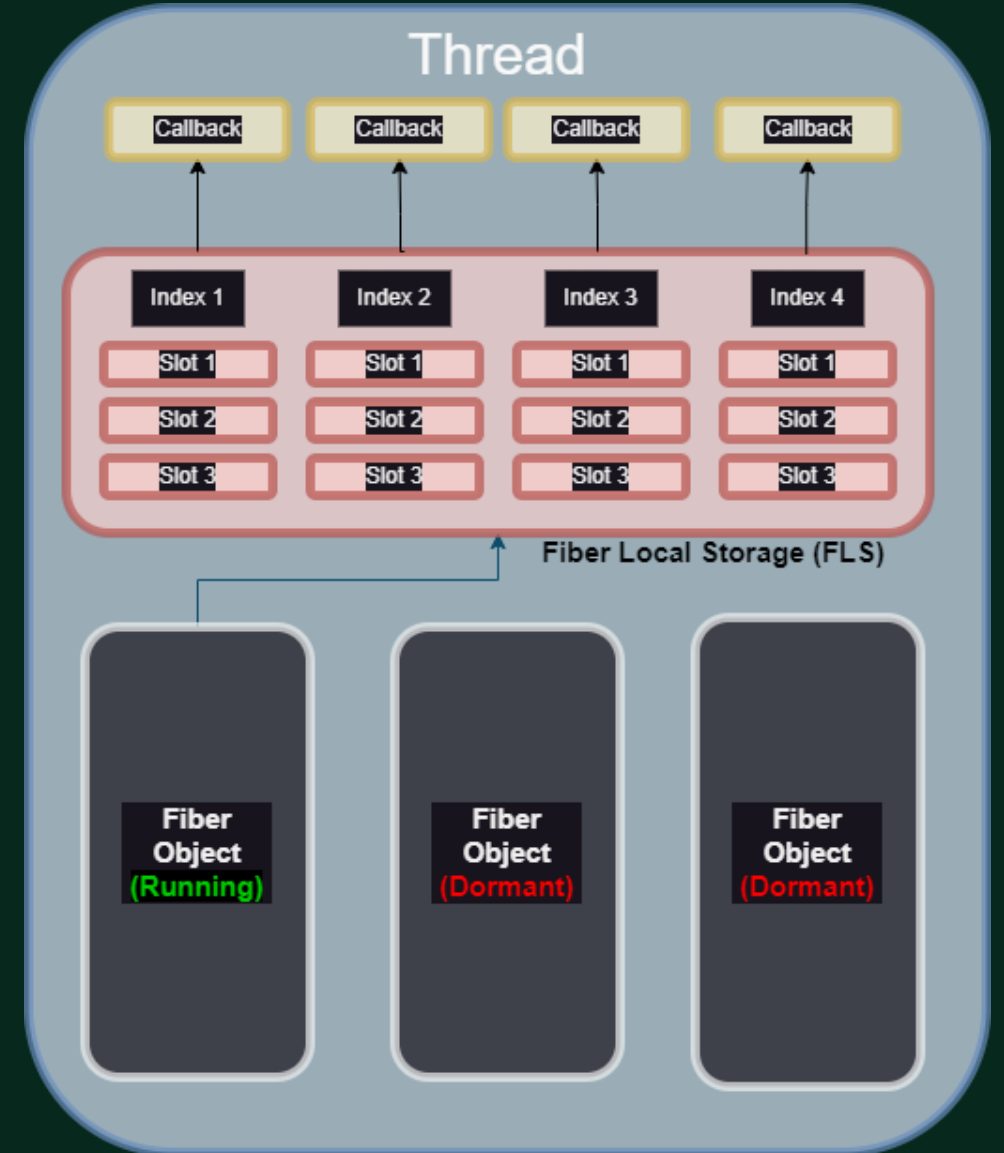 Thread
Callback Callback Callback Callback
Index 1 Index 2 Index 3 Index 4
Slot 1 Slot 1 Slot 1 Slot 1
Slot 2 Slot 2 Slot 2 Slot 2
Slot 3 Slot 3 Slot 3 Slot 3
Fiber Local Storage (FLS)
Fiber
Object
(Running)
Fiber
Object
(Dormant)
Fiber
Object
(Dormant)